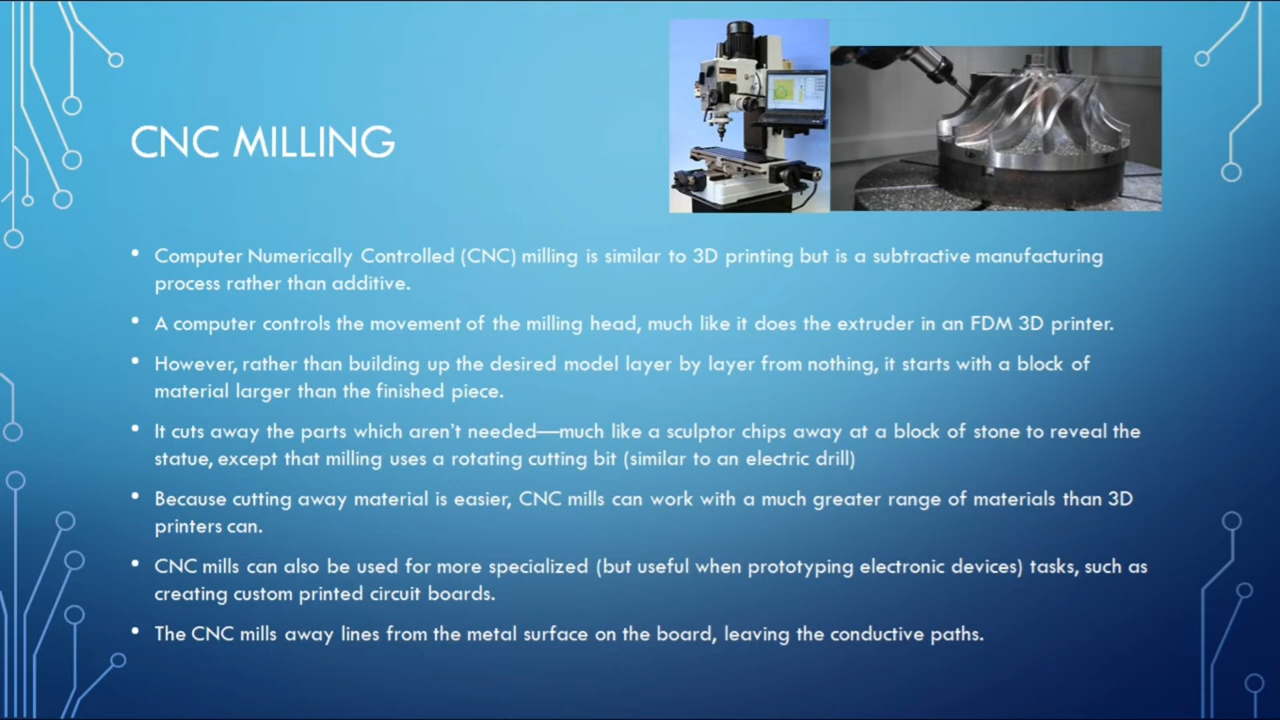 CNC MILLING
• Computer Numerically Controlled (CNC) milling is similar to 3D printing but is a subtractive manufacturing
process rather than additive.
• A computer controls the movement of the milling head, much like it does the extruder in an FDM 3D printer.
• However, rather than building up the desired model layer by layer from nothing, it starts with a block of
material larger than the finished piece.
• It cuts away the parts which aren't needed—much like a sculptor chips away at a block of stone to reveal the
statue, except that milling uses a rotating cutting bit (similar to an electric drill)
• Because cutting away material is easier, CNC mills can work with a much greater range of materials than 3D
printers can.
• CNC mills can also be used for more specialized (but useful when prototyping electronic devices) tasks, such as
creating custom printed circuit boards.
• The CNC mills away lines from the metal surface on the board, leaving the conductive paths.